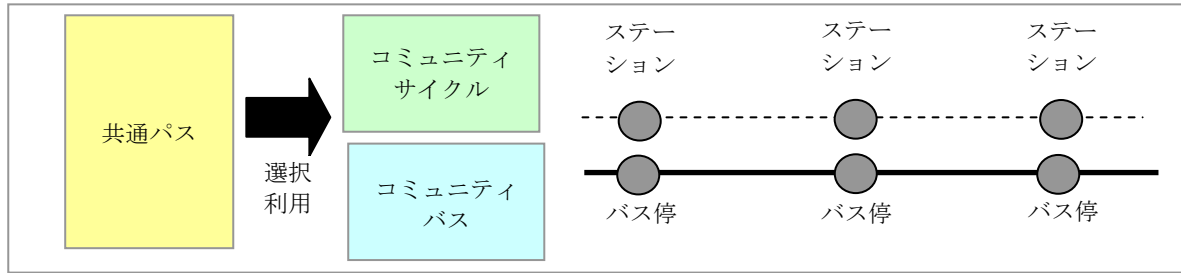 共通パス
選択
利用
コミュニティ
サイクル
コミュニティ
バス
ステー
ション
ステー
ション
ステー
ション
バス停
バス停
バス停